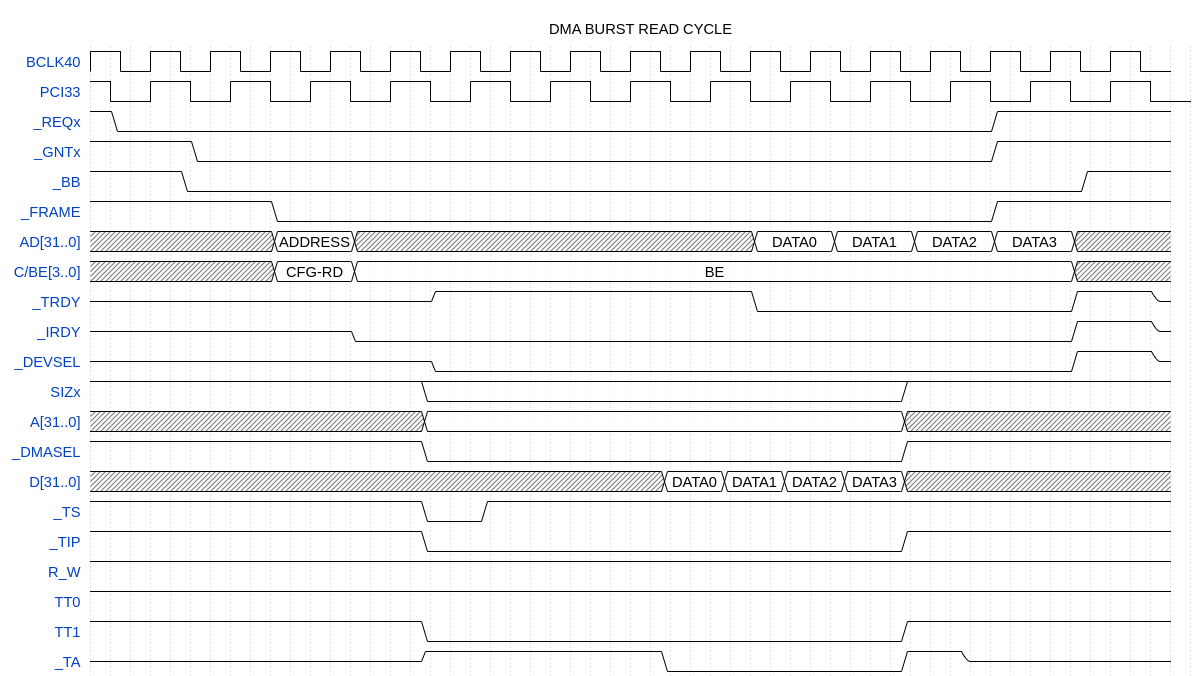 DMA BURST READ CYCLE
BCLK40
PCI33
_REQx
_GNTx
_BB
_FRAME
AD[31..0] ADDRESS DATA0 DATA1 DATA2 DATA3
C/BE[3..0] CFG-RD BE
_TRDY
_IRDY
_DEVSEL
SIZx
A[31..0]
_DMASEL
D[31..0] DATA0 DATA1 DATA2 DATA3
_TS
_TIP
R_W
TT0
TT1
_TA